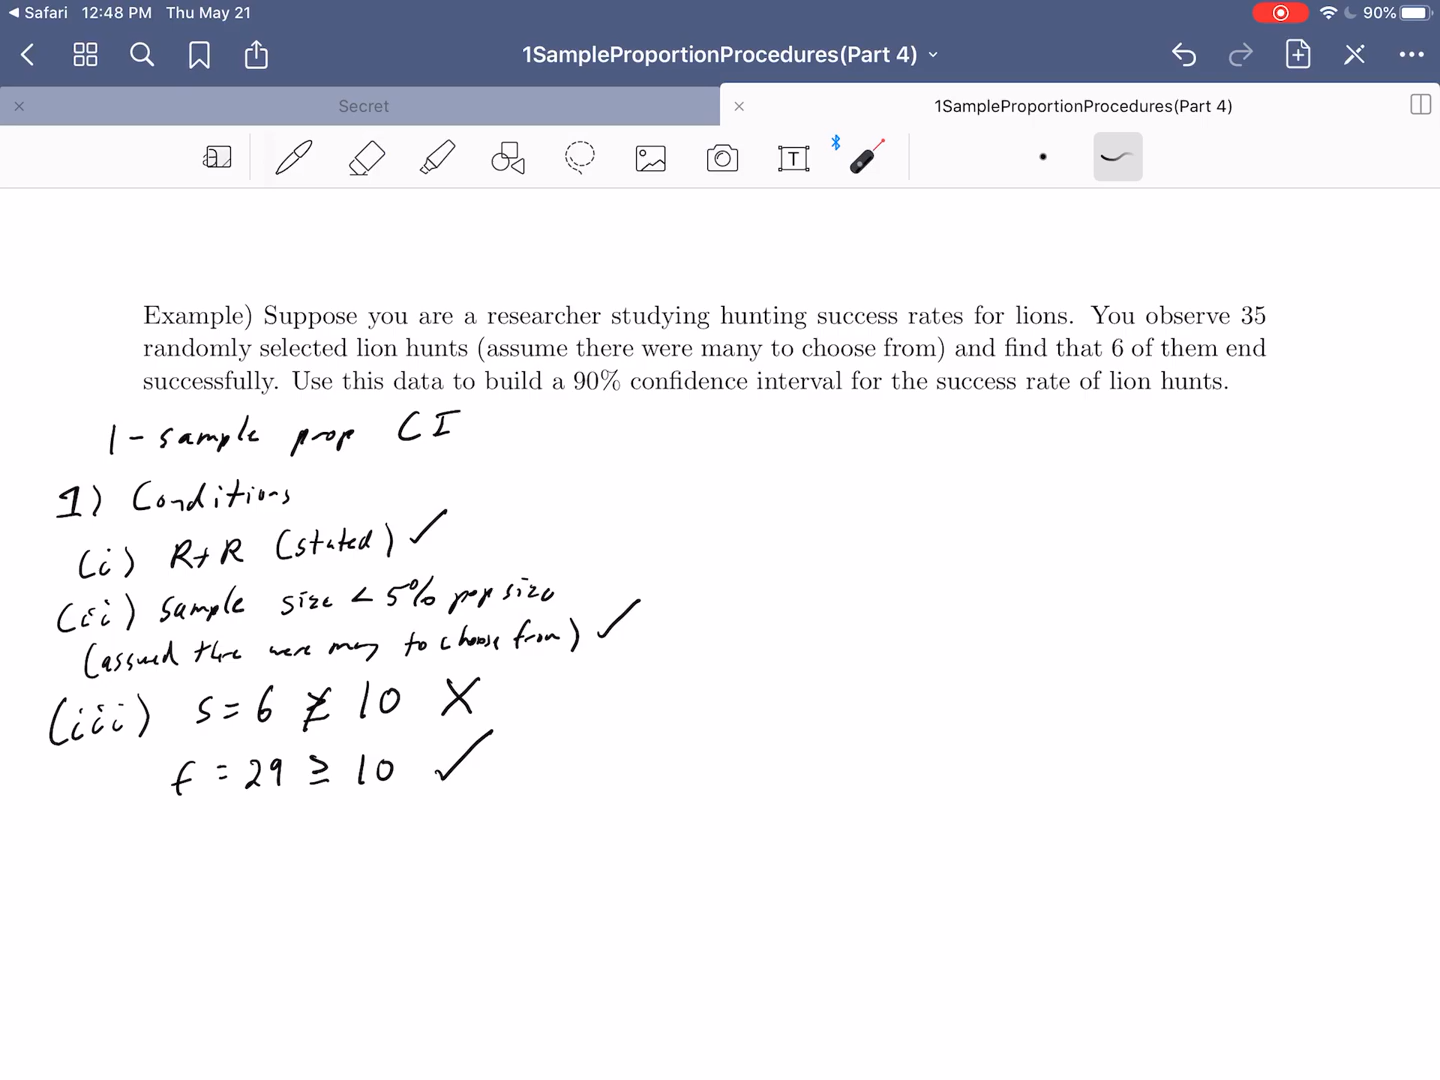 Safari 12:48 PM Thu May 21 90%
1SampleProportionProcedures(Part 4)
Secret 1SampleProportionProcedures(Part 4)
T
Example) Suppose you are a researcher studying hunting success rates for lions. You observe 35
randomly selected lion hunts (assume there were many to choose from) and find that 6 of them end
successfully. Use this data to build a 90% confidence interval for the success rate of lion hunts.
1-sample prop CI
1) Conditions
(i) R+R (stated) ✓
(ii) sample size < 5% pop size
(assumed there were many to choose from) ✓
(iii) s = 6 ≱ 10 X
f = 29 ≥ 10 ✓